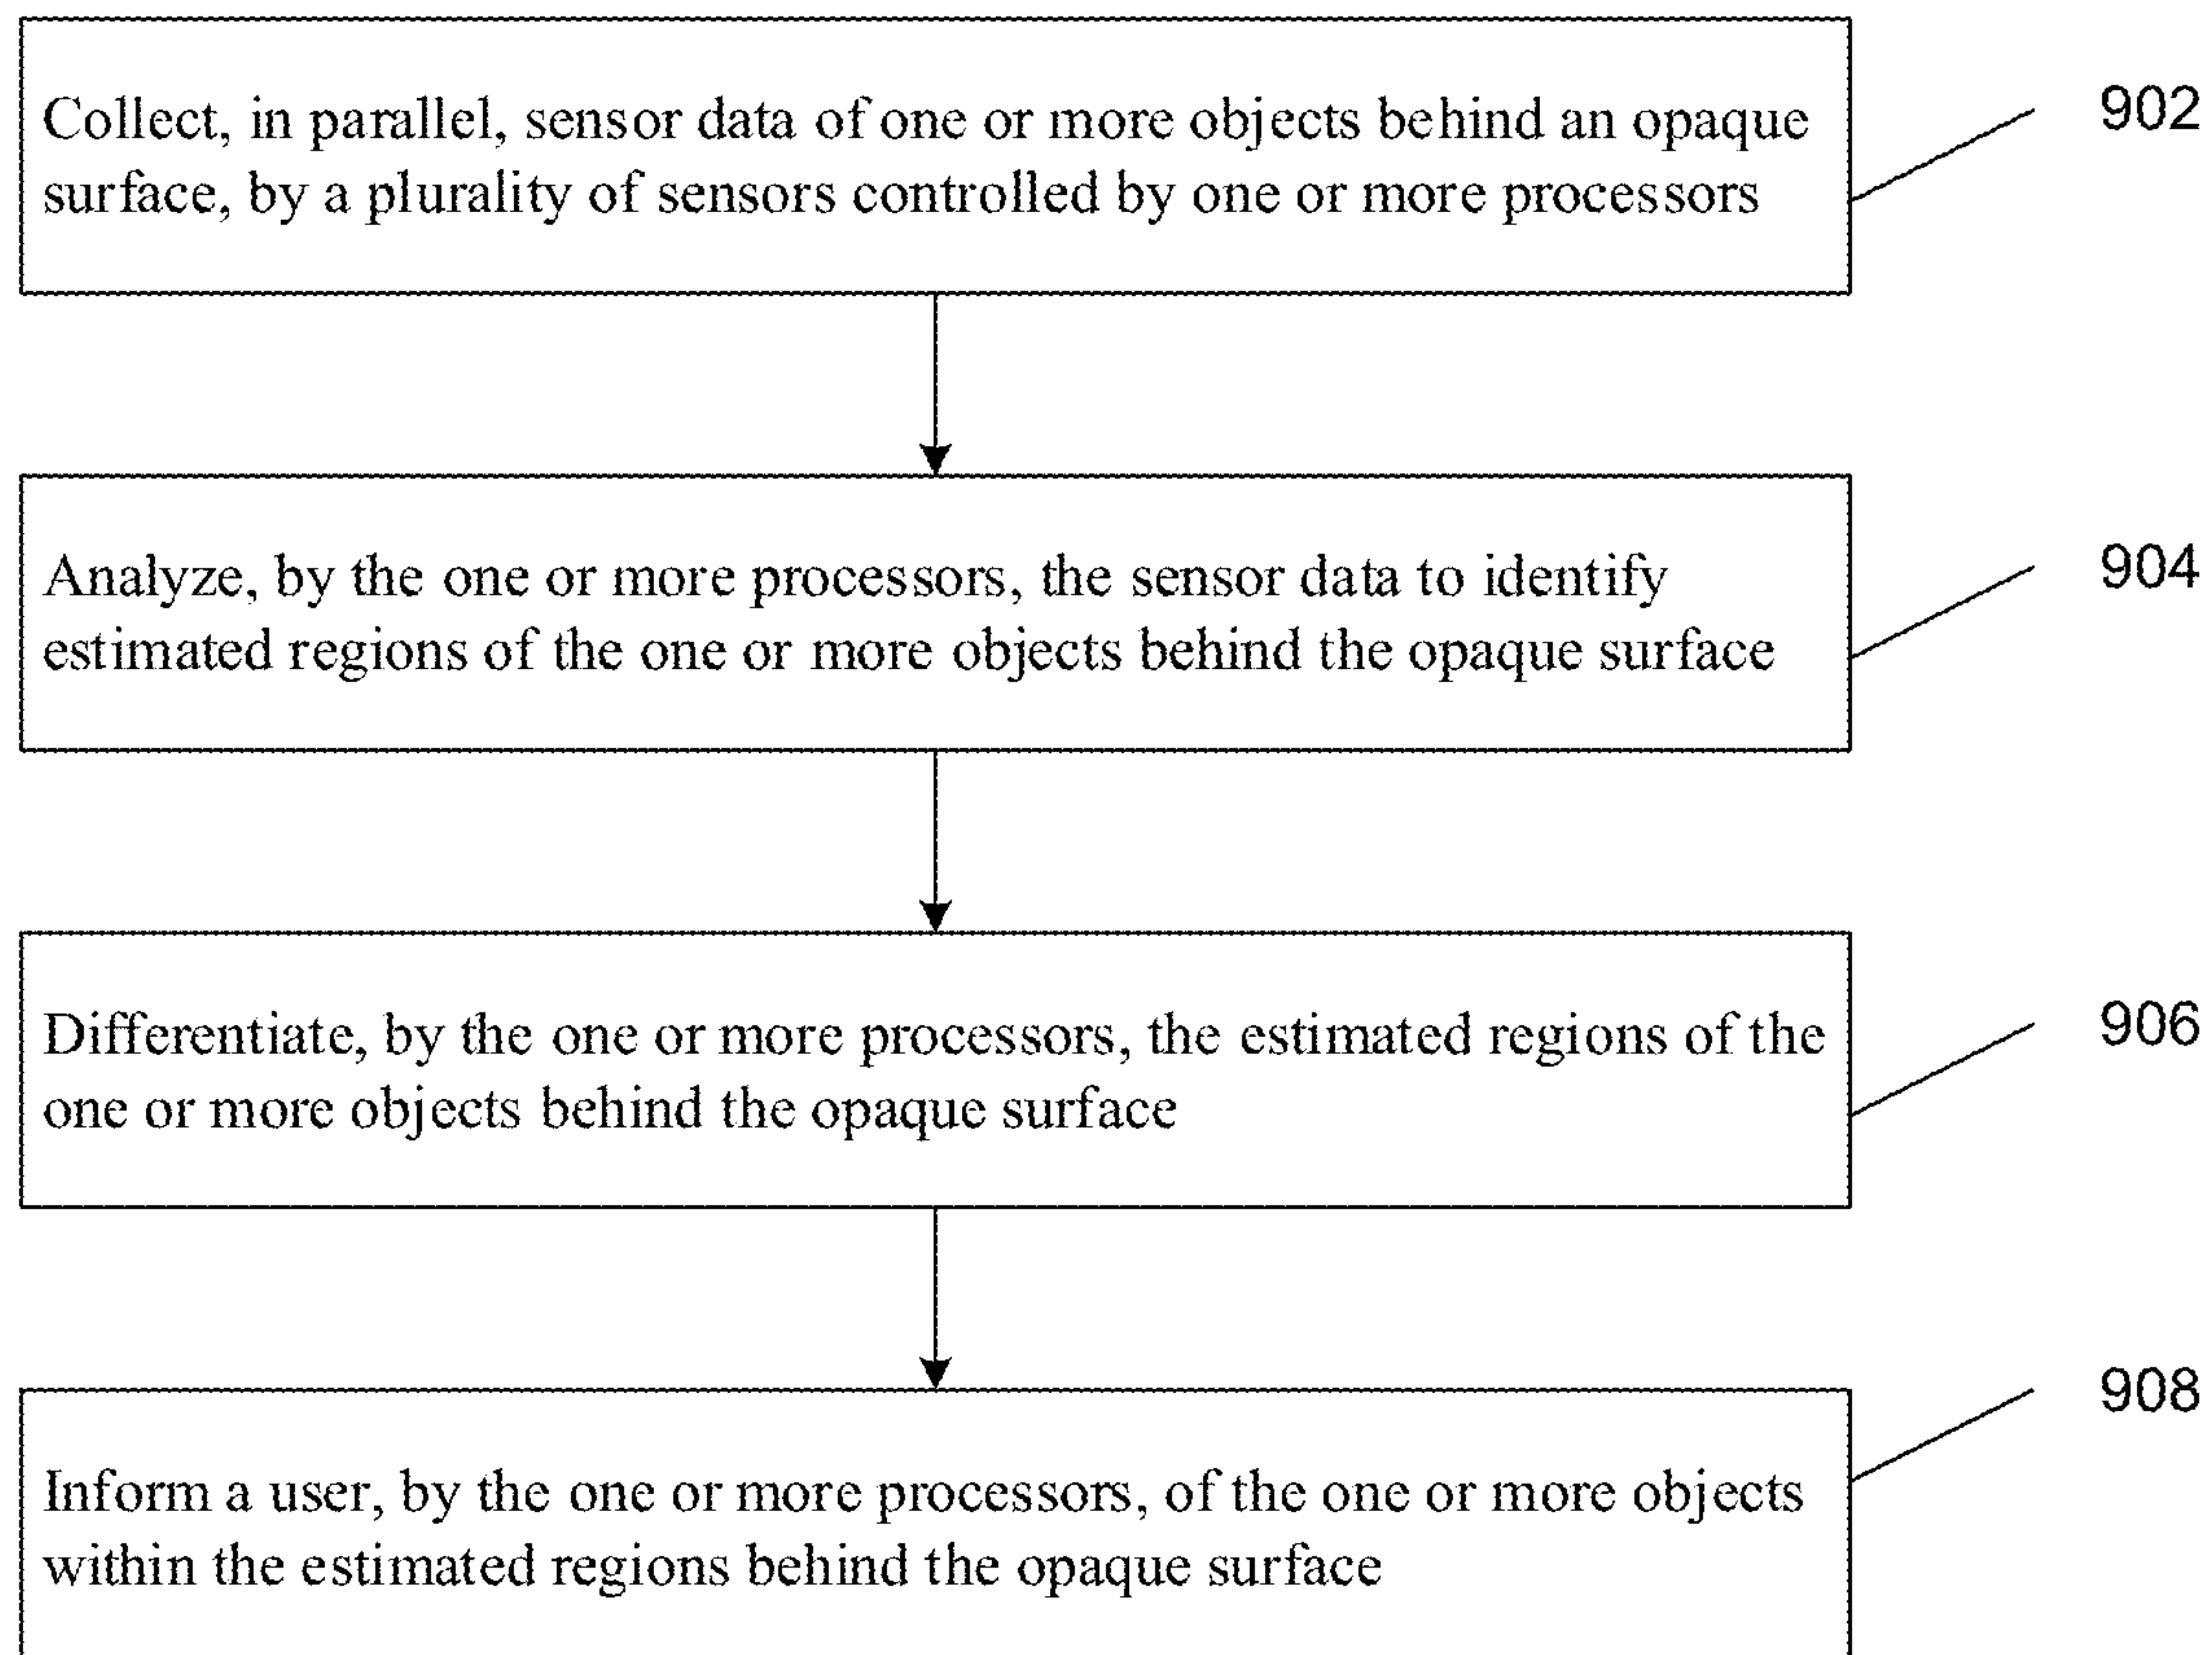 Collect, in parallel, sensor data of one or more objects behind an opaque
surface, by a plurality of sensors controlled by one or more processors
902
Analyze, by the one or more processors, the sensor data to identify
estimated regions of the one or more objects behind the opaque surface
904
Differentiate, by the one or more processors, the estimated regions of the
one or more objects behind the opaque surface
906
Inform a user, by the one or more processors, of the one or more objects
within the estimated regions behind the opaque surface
908